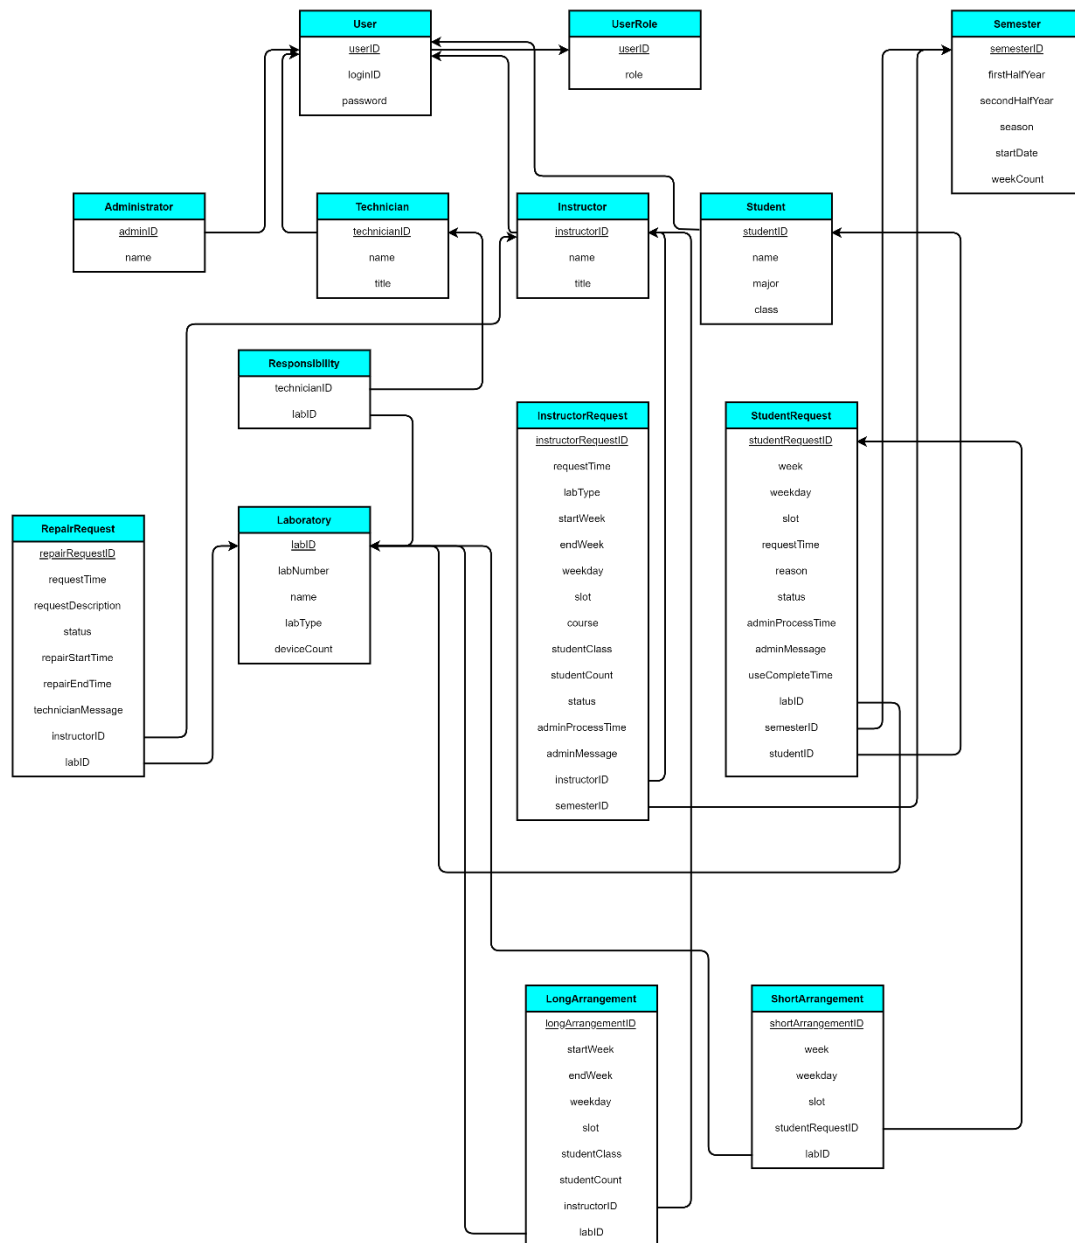 User
userID
loginID
password
UserRole
userID
role
Semester
semesterID
firstHalfYear
secondHalfYear
season
startDate
weekCount
Administrator
adminID
name
Technician
technicianID
name
title
Instructor
instructorID
name
title
Student
studentID
name
major
class
Responsibility
technicianID
labID
InstructorRequest
instructorRequestID
requestTime
labType
startWeek
endWeek
weekday
slot
course
studentClass
studentCount
status
adminProcessTime
adminMessage
instructorID
semesterID
StudentRequest
studentRequestID
week
weekday
slot
requestTime
reason
status
adminProcessTime
adminMessage
useCompleteTime
labID
semesterID
studentID
RepairRequest
repairRequestID
requestTime
requestDescription
status
repairStartTime
repairEndTime
technicianMessage
instructorID
labID
Laboratory
labID
labNumber
name
labType
deviceCount
LongArrangement
longArrangementID
startWeek
endWeek
weekday
slot
studentClass
studentCount
instructorID
labID
ShortArrangement
shortArrangementID
week
weekday
slot
studentRequestID
labID